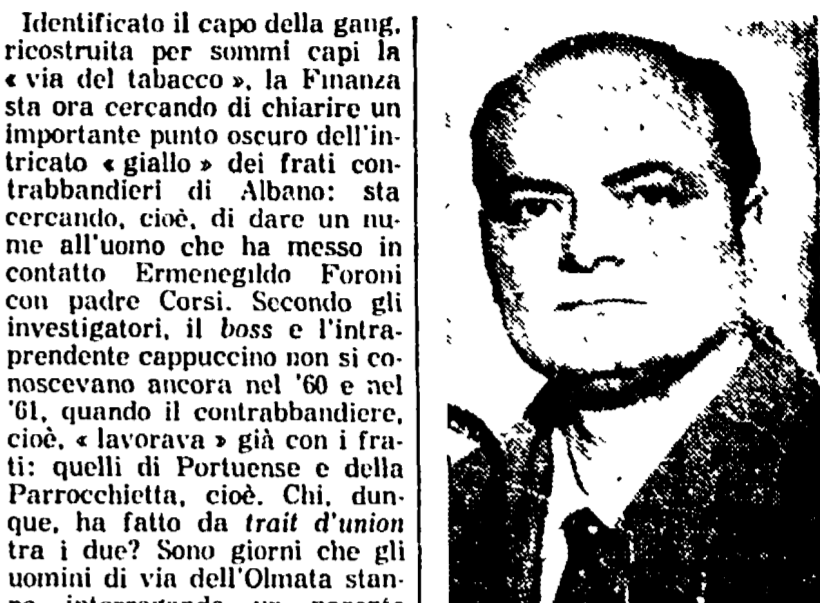 Identificato il capo della gang,
ricostruita per sommi capi la
« via del tabacco », la Finanza
sta ora cercando di chiarire un
importante punto oscuro dell'in-
tricato « giallo » dei frati con-
trabbandieri di Albano: sta
cercando, cioè, di dare un nu-
me all'uomo che ha messo in
contatto Ermenegildo Foroni
con padre Corsi. Secondo gli
investigatori, il boss e l'intra-
prendente cappuccino non si co-
noscevano ancora nel '60 e nel
'61, quando il contrabbandiere,
cioè, « lavorava » già con i fra-
ti: quelli di Portuense e della
Parrocchietta, cioè. Chi, dun-
que, ha fatto da trait d'union
tra i due? Sono giorni che gli
uomini di via dell'Olmata stan-
no interrogando un parente